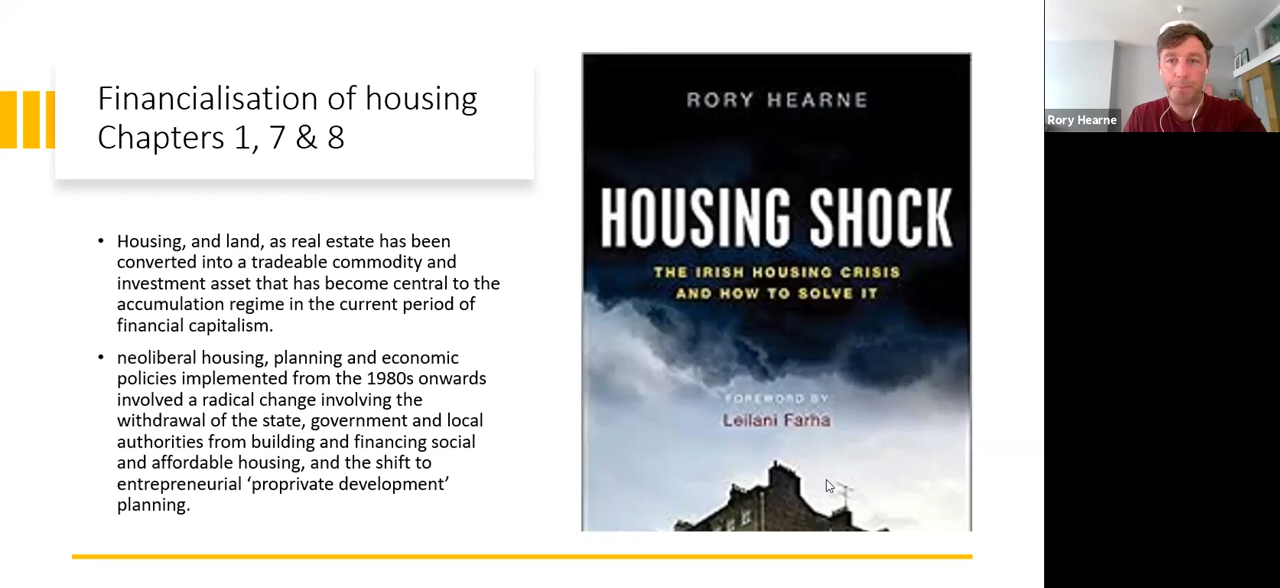 Financialisation of housing
Chapters 1, 7 & 8
• Housing, and land, as real estate has been
converted into a tradeable commodity and
investment asset that has become central to the
accumulation regime in the current period of
financial capitalism.
• neoliberal housing, planning and economic
policies implemented from the 1980s onwards
involved a radical change involving the
withdrawal of the state, government and local
authorities from building and financing social
and affordable housing, and the shift to
entrepreneurial ‘proprivate development’
planning.
RORY HEARNE
HOUSING SHOCK
THE IRISH HOUSING CRISIS
AND HOW TO SOLVE IT
FOREWORD BY
Leilani Farha
Rory Hearne